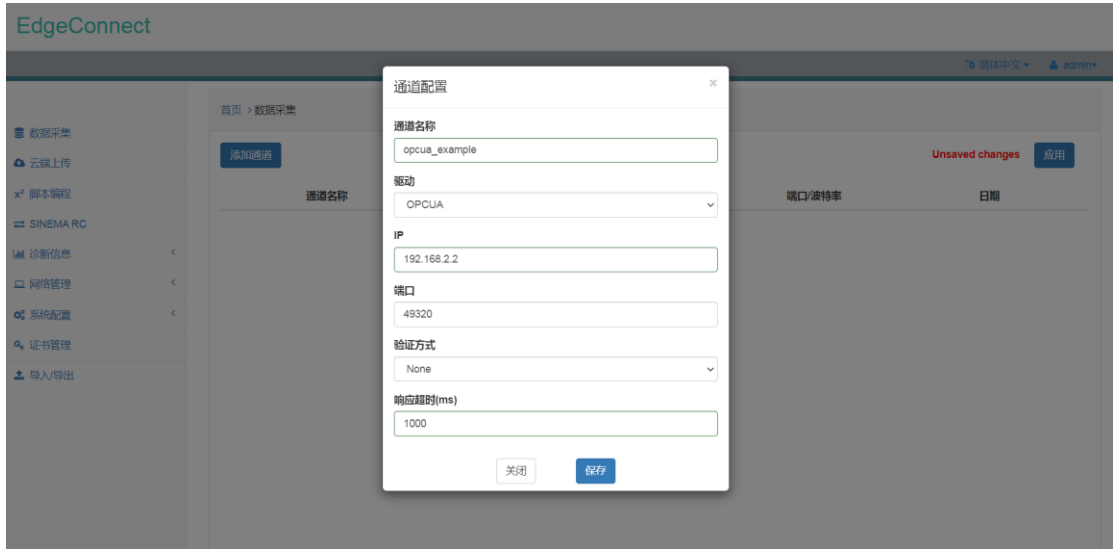 EdgeConnect
简体中文 admin
通道配置 ×
首页 > 数据采集
数据采集
云端上传
x² 脚本编程
SINEMA RC
诊断信息
网络管理
系统配置
证书管理
导入/导出
添加通道
Unsaved changes 应用
通道名称 端口/波特率 日期
通道名称
opcua_example
驱动
OPCUA
IP
192.168.2.2
端口
49320
验证方式
None
响应超时(ms)
1000
关闭 保存